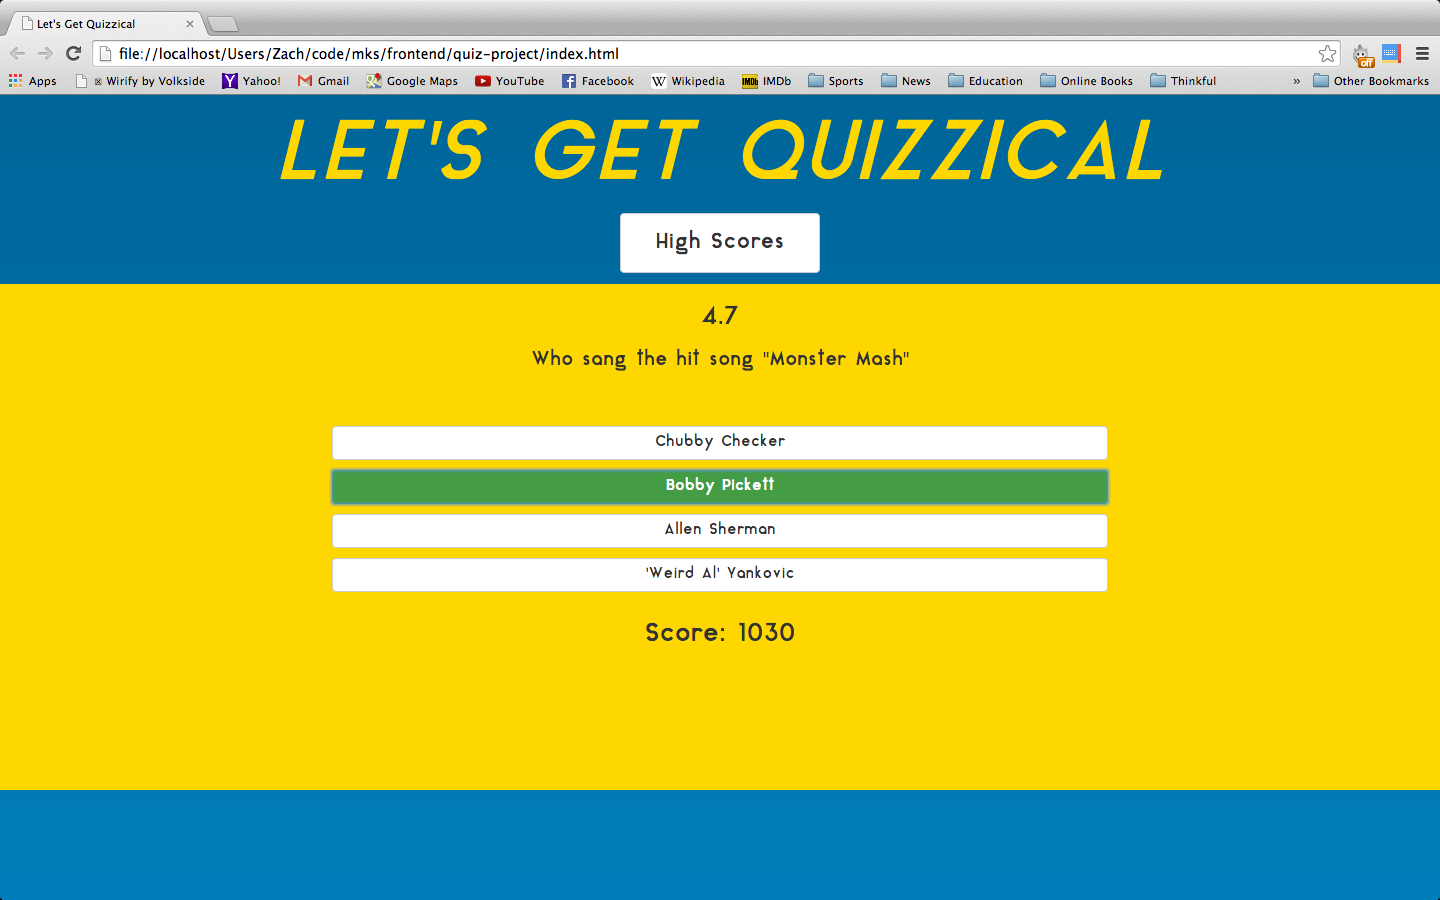 Let's Get Quizzical
file://localhost/Users/Zach/code/mks/frontend/quiz-project/index.html
off
Apps Wirify by Volkside Yahoo! Gmail Google Maps YouTube Facebook Wikipedia IMDb IMDb Sports News Education Online Books Thinkful » Other Bookmarks
LET'S GET QUIZZICAL
High Scores
4.7
Who sang the hit song "Monster Mash"
Chubby Checker
Bobby Pickett
Allen Sherman
'Weird Al' Yankovic
Score: 1030